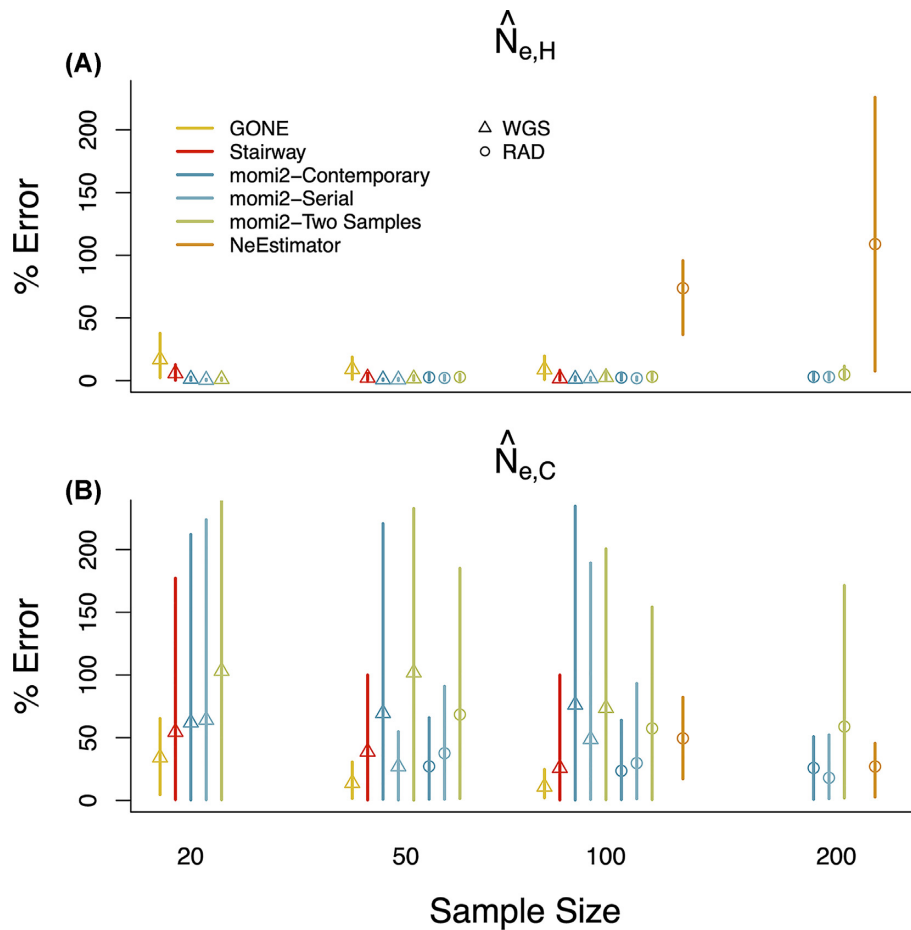 N̂e,H
(A)
% Error
200
150
100
50
0
GONE
Stairway
momi2−Contemporary
momi2−Serial
momi2−Two Samples
NeEstimator
WGS
RAD
N̂e,C
(B)
% Error
200
150
100
50
0
20 50 100 200
Sample Size